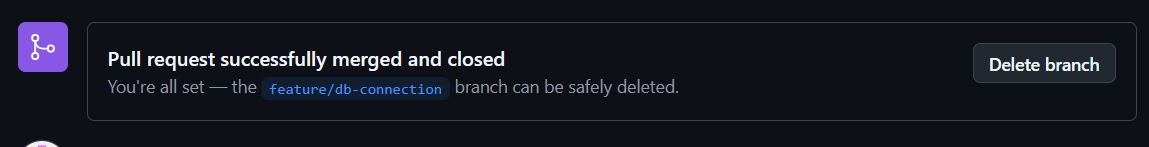 Pull request successfully merged and closed
You're all set — the feature/db-connection branch can be safely deleted.
Delete branch